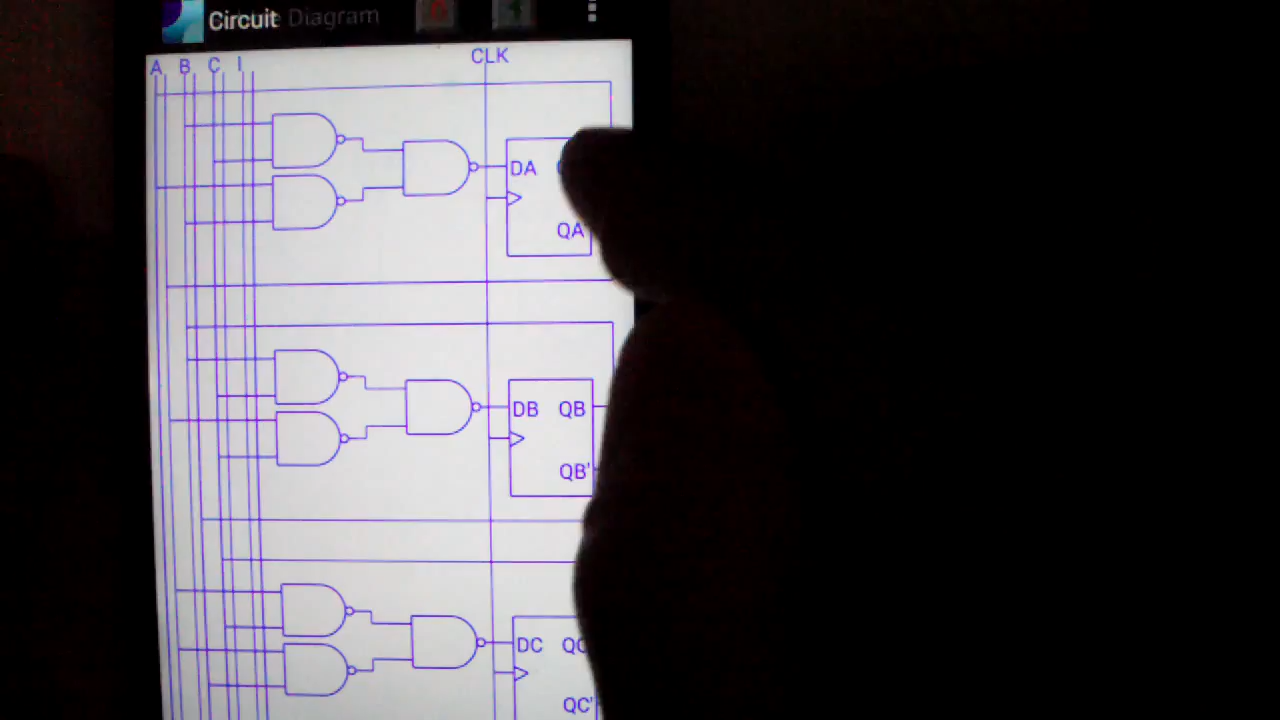 Circuit Diagram
A B C I CLK
DA
QA
DB QB
QB'
DC
QC'